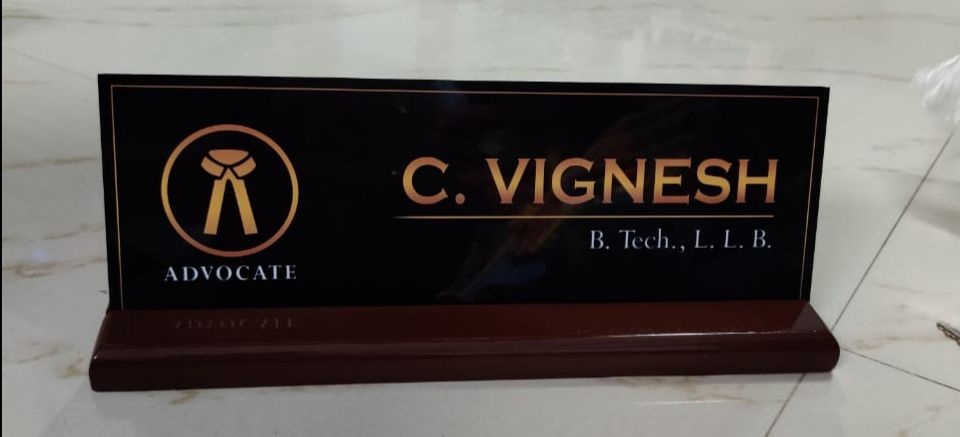 ADVOCATE
C. VIGNESH
B. Tech., L. L. B.